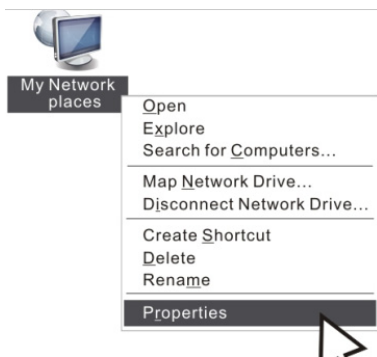 My Network
places
Open
Explore
Search for Computers...
Map Network Drive...
Disconnect Network Drive...
Create Shortcut
Delete
Rename
Properties